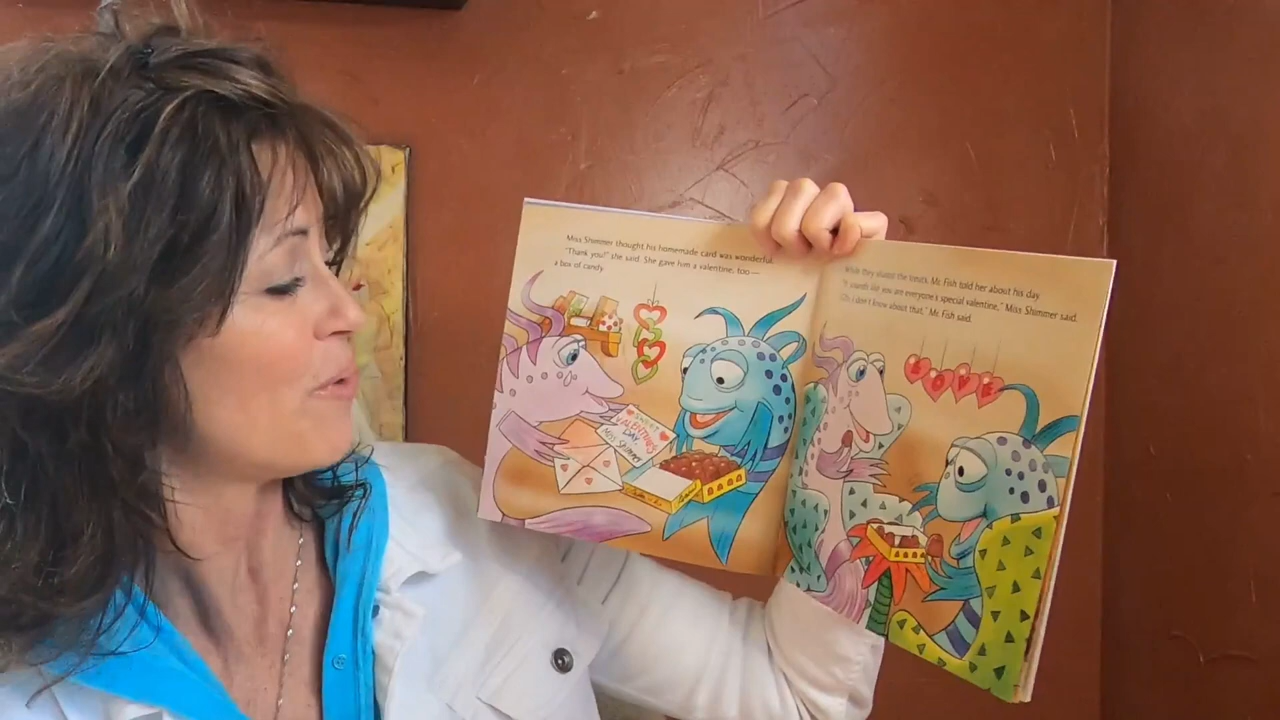 Miss Shimmer thought his homemade card was wonderful.
"Thank you!" she said. She gave him a valentine, too—
a box of candy.
SWEET
VALENTINE'S
DAY,
MISS SHIMMER
While they shared the treats, Mr. Fish told her about his day.
"It sounds like you are everyone's special valentine," Miss Shimmer said.
"Oh, I don't know about that," Mr. Fish said.
LOVE